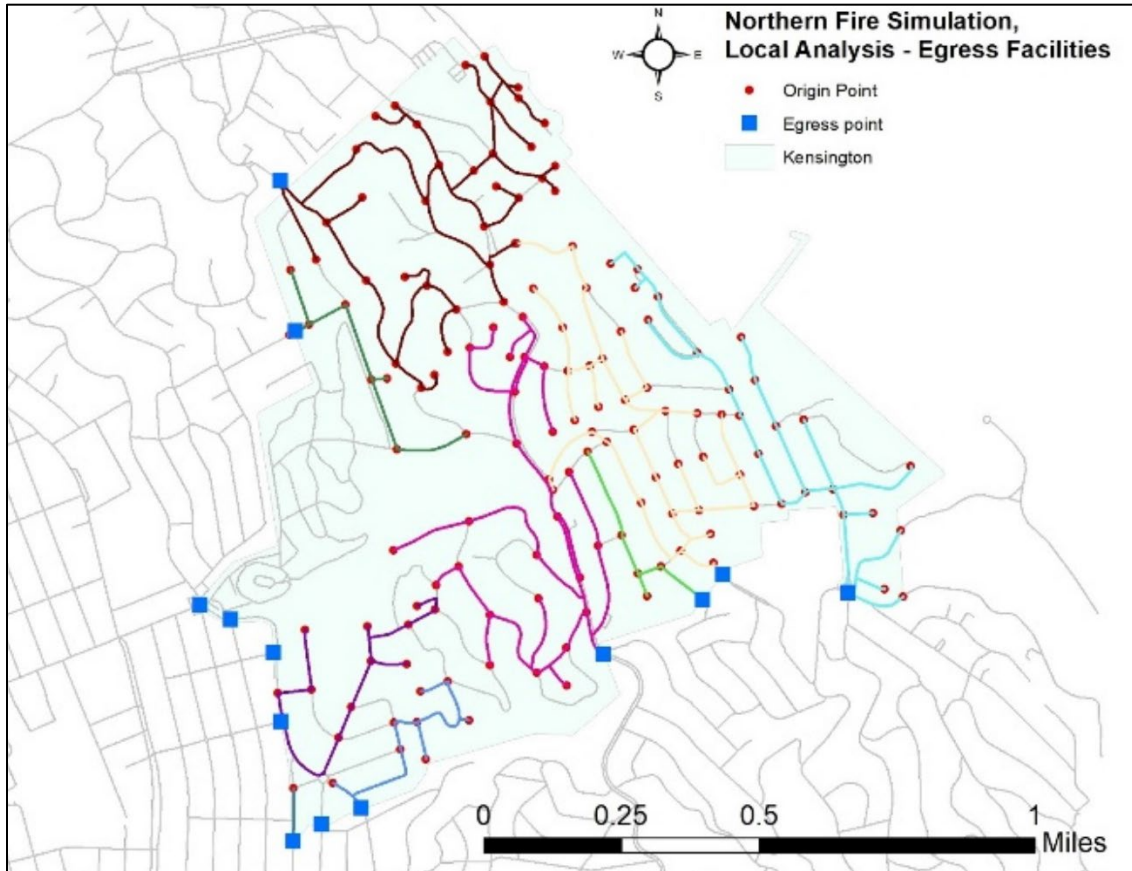 Northern Fire Simulation,
Local Analysis - Egress Facilities
N
W
E
S
Origin Point
Egress point
Kensington
0
0.25
0.5
1
Miles